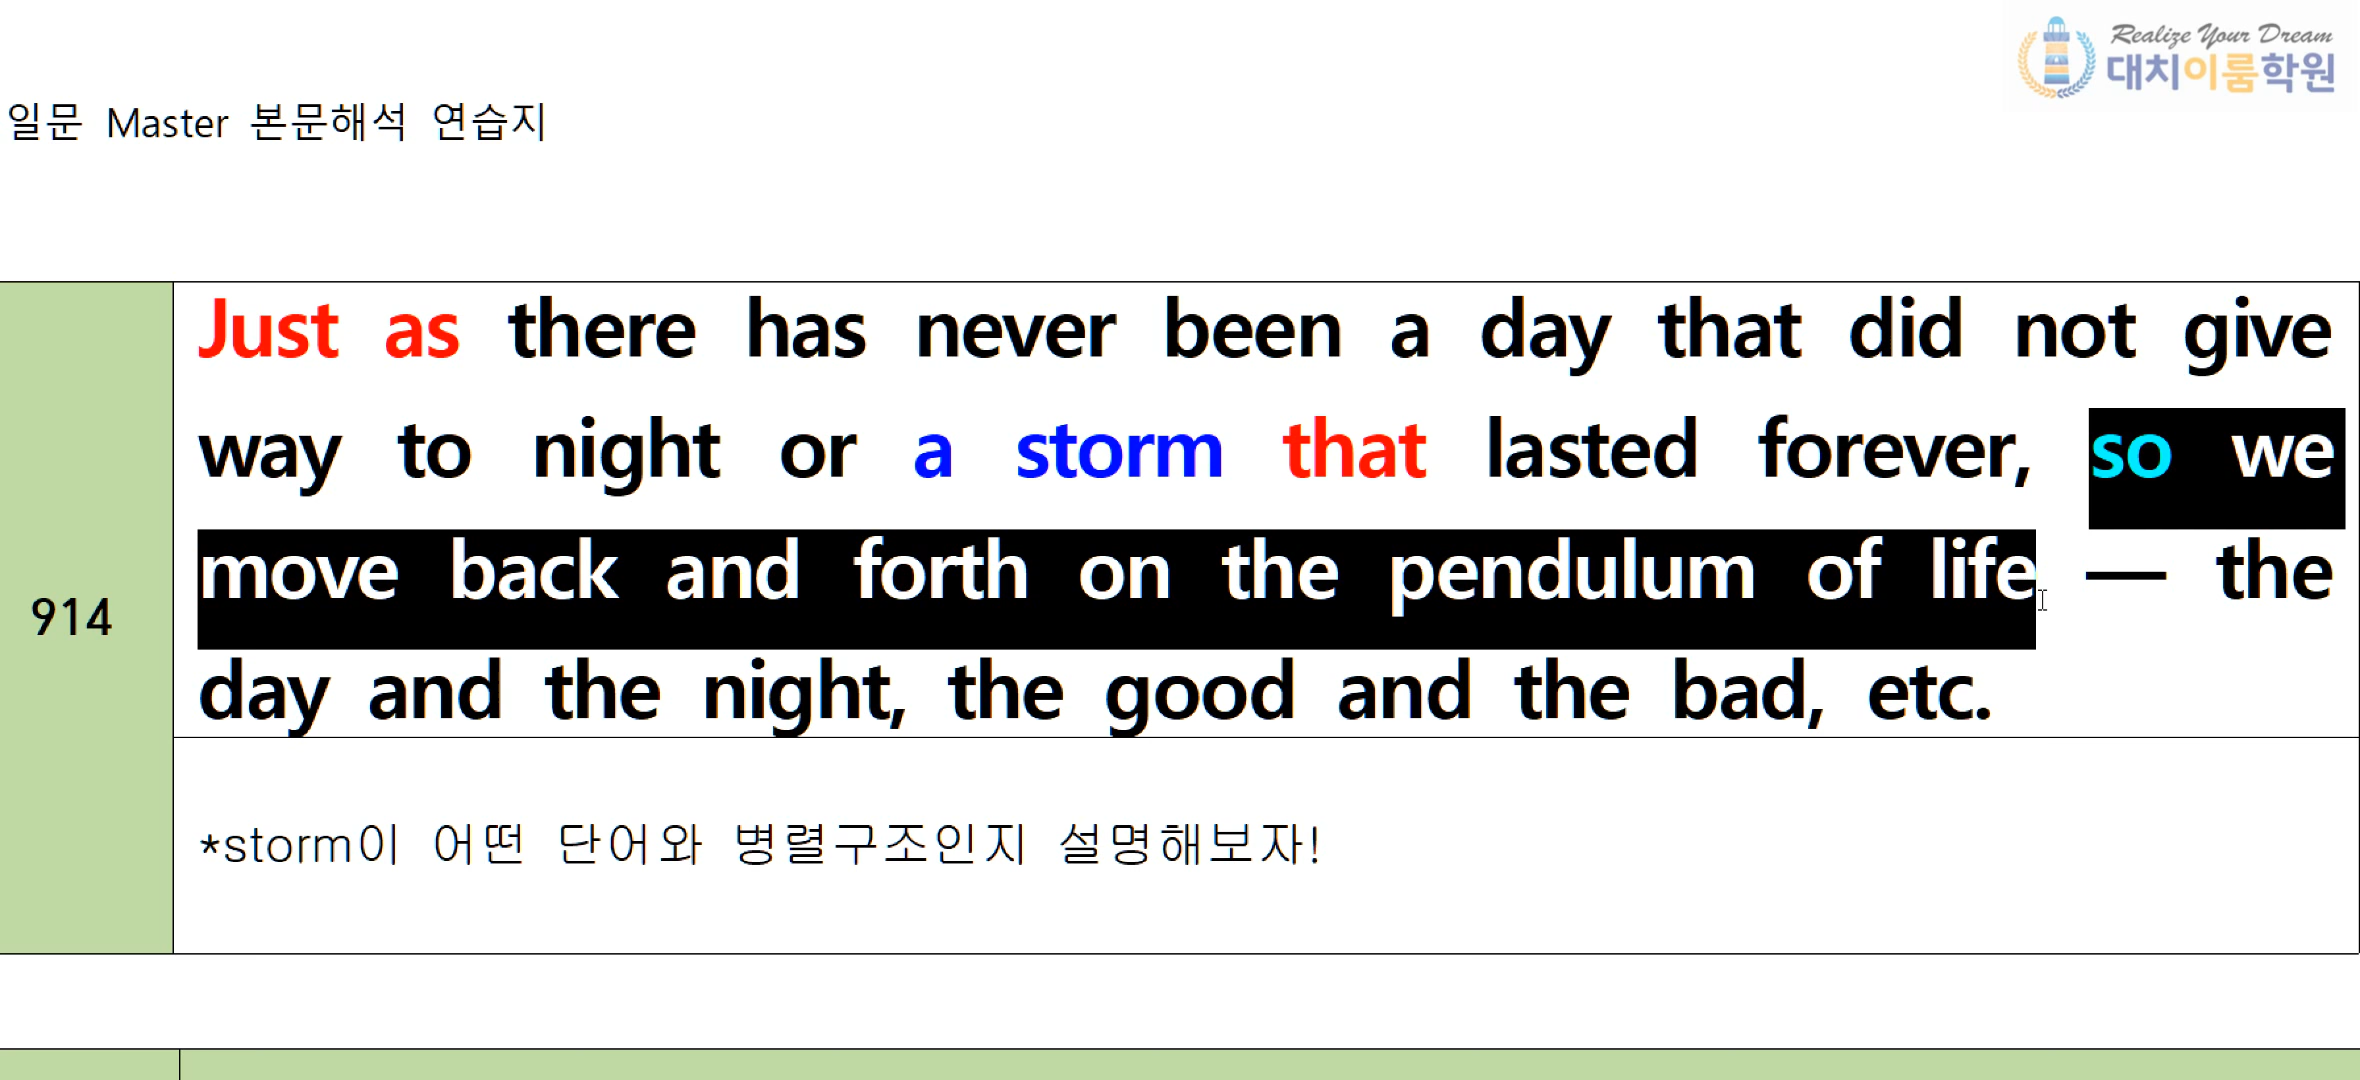 Realize Your Dream
대치이룸학원
일문 Master 본문해석 연습지
Just as there has never been a day that did not give
way to night or a storm that lasted forever, so we
move back and forth on the pendulum of life — the
914
day and the night, the good and the bad, etc.
*storm이 어떤 단어와 병렬구조인지 설명해보자!